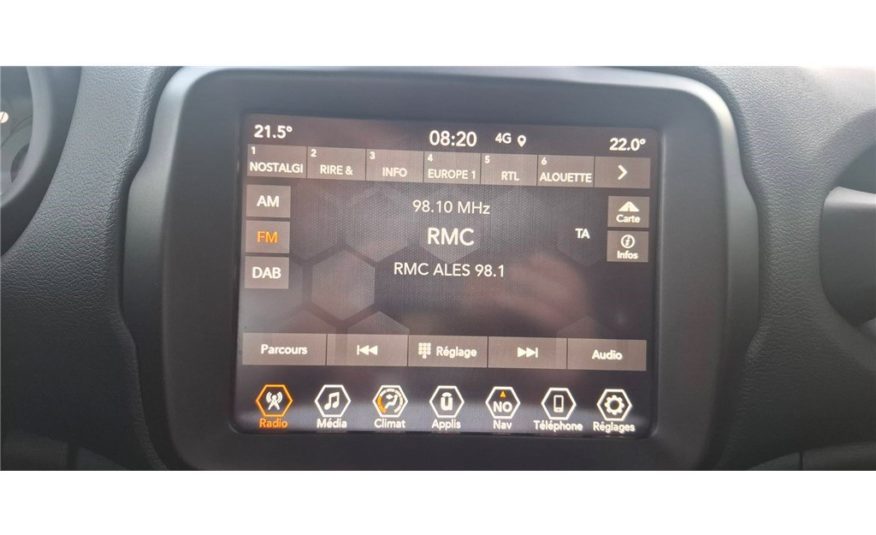 21.5° 08:20 4G 22.0°
1 NOSTALGI 2 RIRE & 3 INFO 4 EUROPE 1 5 RTL 6 ALOUETTE
AM 98.10 MHz Carte
FM RMC TA Infos
DAB RMC ALES 98.1
Parcours Réglage Audio
NO
Radio Média Climat Applis Nav Téléphone Réglages